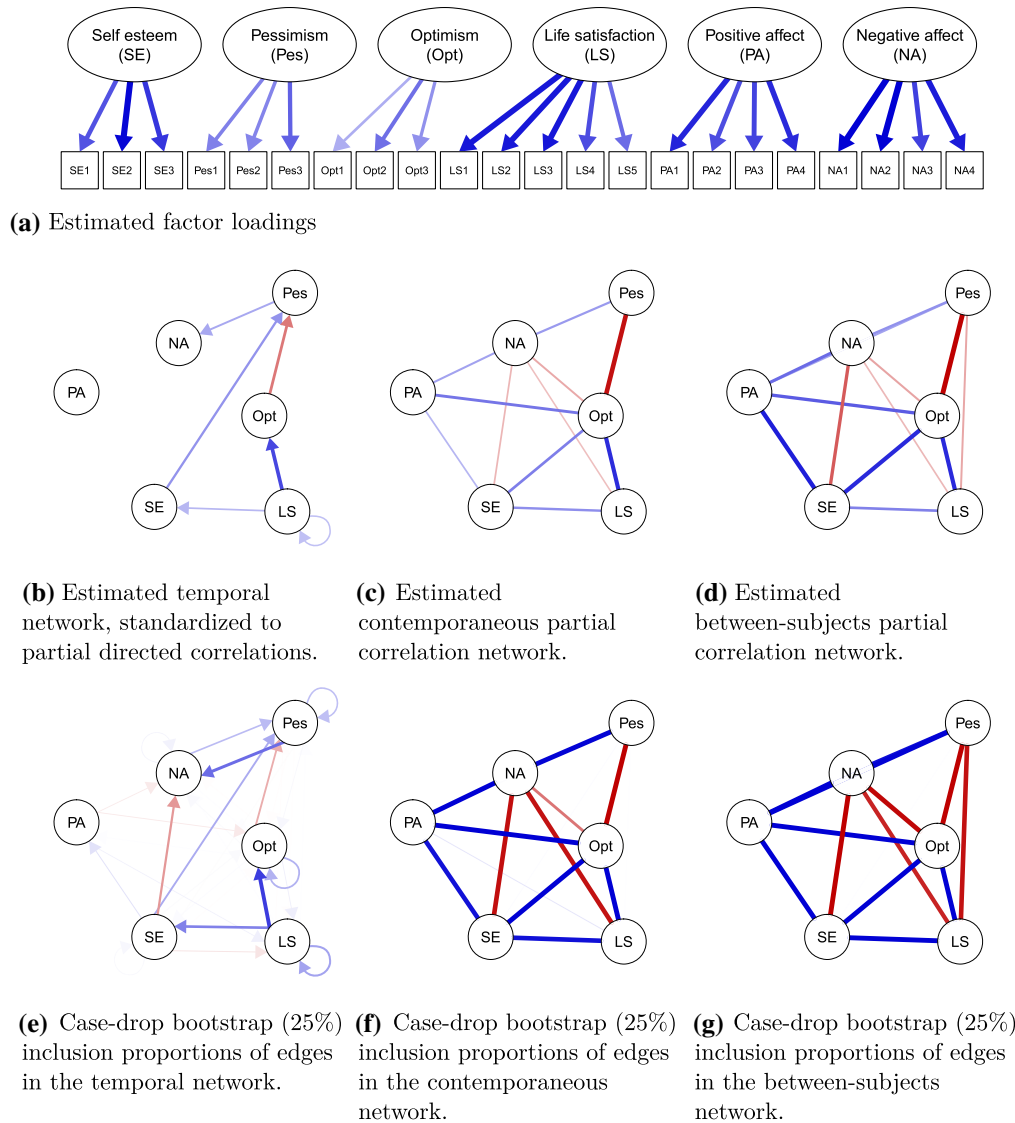 Self esteem (SE)
Pessimism (Pes)
Optimism (Opt)
Life satisfaction (LS)
Positive affect (PA)
Negative affect (NA)
SE1 SE2 SE3 Pes1 Pes2 Pes3 Opt1 Opt2 Opt3 LS1 LS2 LS3 LS4 LS5 PA1 PA2 PA3 PA4 NA1 NA2 NA3 NA4
(a) Estimated factor loadings
Pes
NA
PA
Opt
SE
LS
Pes
NA
PA
Opt
SE
LS
Pes
NA
PA
Opt
SE
LS
(b) Estimated temporal
network, standardized to
partial directed correlations.
(c) Estimated
contemporaneous partial
correlation network.
(d) Estimated
between-subjects partial
correlation network.
Pes
NA
PA
Opt
SE
LS
Pes
NA
PA
Opt
SE
LS
Pes
NA
PA
Opt
SE
LS
(e) Case-drop bootstrap (25%)
inclusion proportions of edges
in the temporal network.
(f) Case-drop bootstrap (25%)
inclusion proportions of edges
in the contemporaneous
network.
(g) Case-drop bootstrap (25%)
inclusion proportions of edges
in the between-subjects
network.